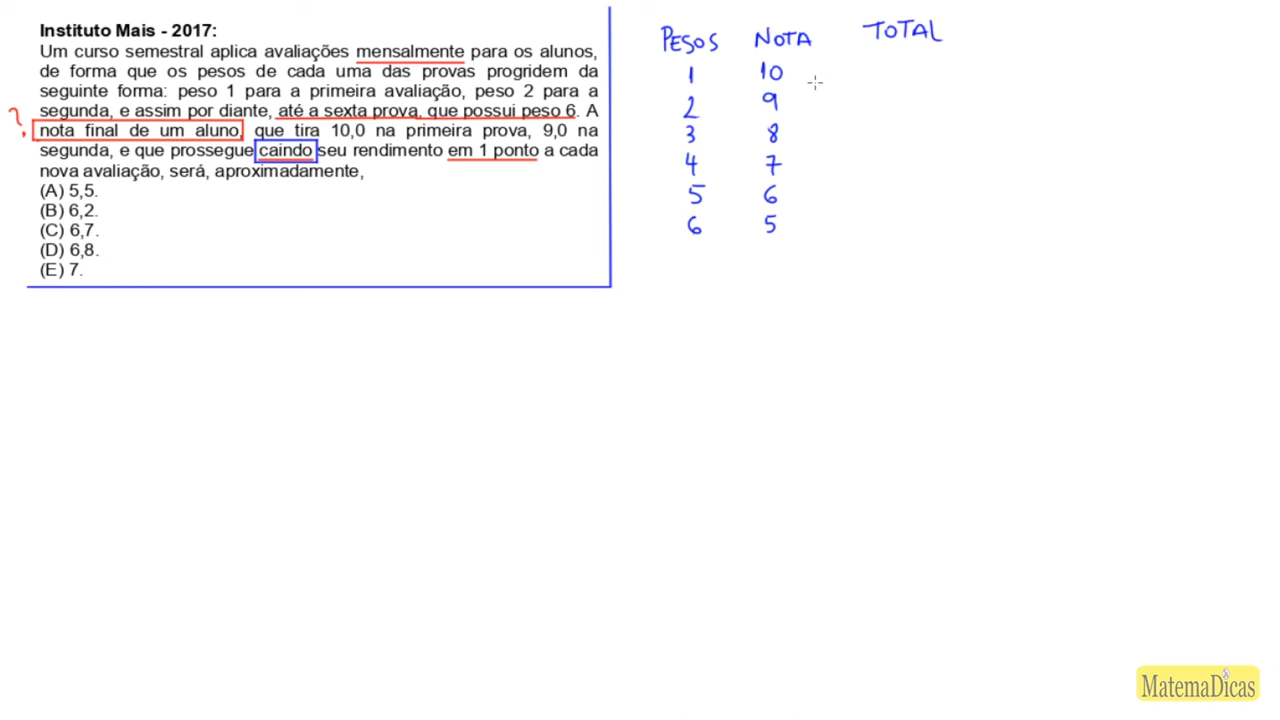 Instituto Mais - 2017:
Um curso semestral aplica avaliações mensalmente para os alunos,
de forma que os pesos de cada uma das provas progridem da
seguinte forma: peso 1 para a primeira avaliação, peso 2 para a
segunda, e assim por diante, até a sexta prova, que possui peso 6. A
nota final de um aluno, que tira 10,0 na primeira prova, 9,0 na
segunda, e que prossegue caindo seu rendimento em 1 ponto a cada
nova avaliação, será, aproximadamente,
(A) 5,5.
(B) 6,2.
(C) 6,7.
(D) 6,8.
(E) 7.
?
PESOS NOTA TOTAL
1 10
2 9
3 8
4 7
5 6
6 5
MatemaDicas